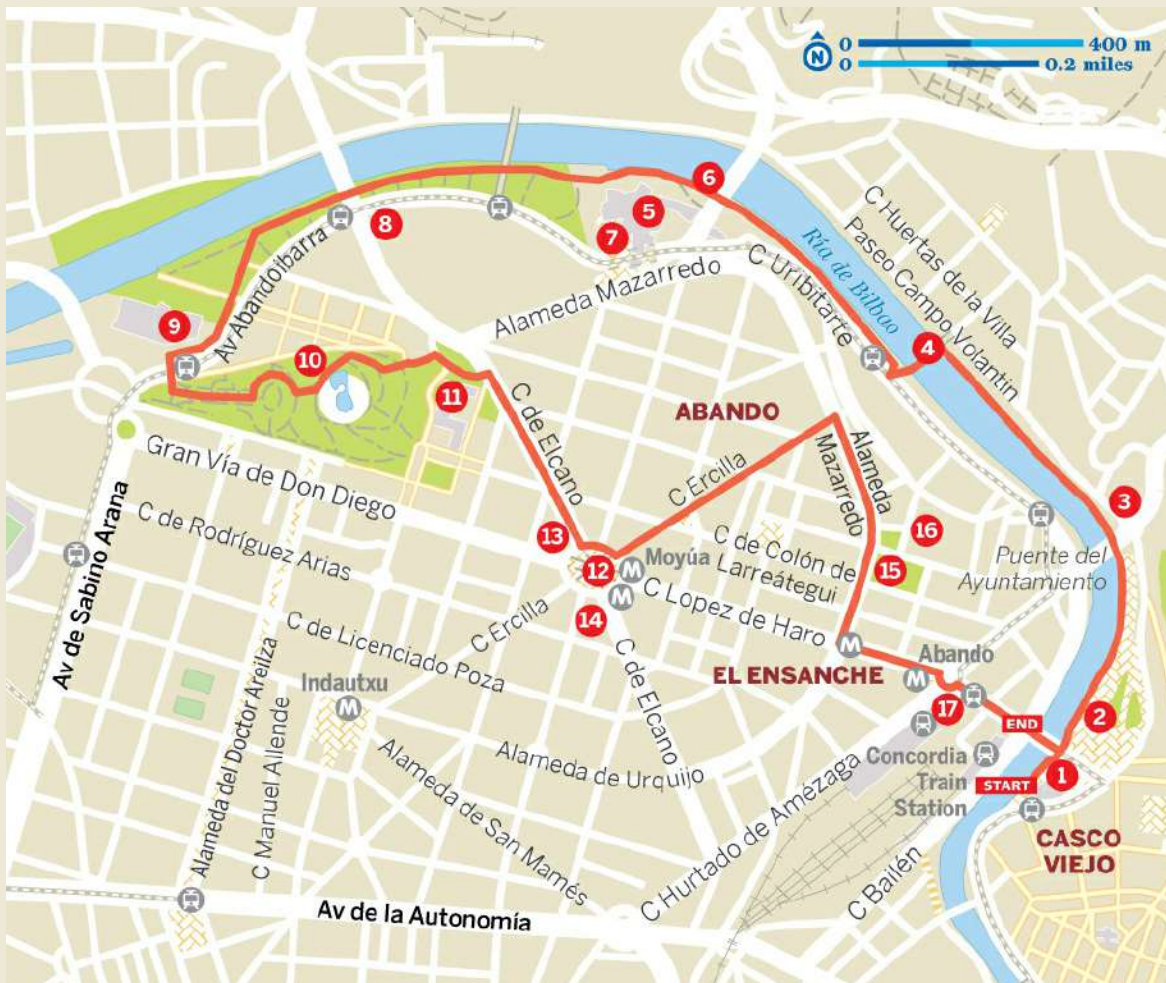 0 400 m
N
0 0.2 miles
6
5
C Huertas de la Villa
Paseo Campo Volantin
8
7
C Uribitarte
Ría de Bilbao
Av Abandoibarra
Alameda Mazarredo
9
4
10
11
ABANDO
C de Elcano
Alameda
Mazarredo
Gran Vía de Don Diego
C Ercilla
3
C de Rodríguez Arias
13
16
12
M
Moyúa
C de Colón de
Larreátegui
15
Puente del
Ayuntamiento
M
Av de Sabino Arana
C Ercilla
14
C Lopez de Haro
C de Licenciado Poza
C de Elcano
M
Abando
EL ENSANCHE
M
Indautxu
M
17
2
END
Alameda del Doctor Areilza
C Manuel Allende
Alameda de Urquijo
Concordia
Train
Station
1
START
Alameda de San Mamés
C Hurtado de Amézaga
CASCO
VIEJO
C Bailén
Av de la Autonomía